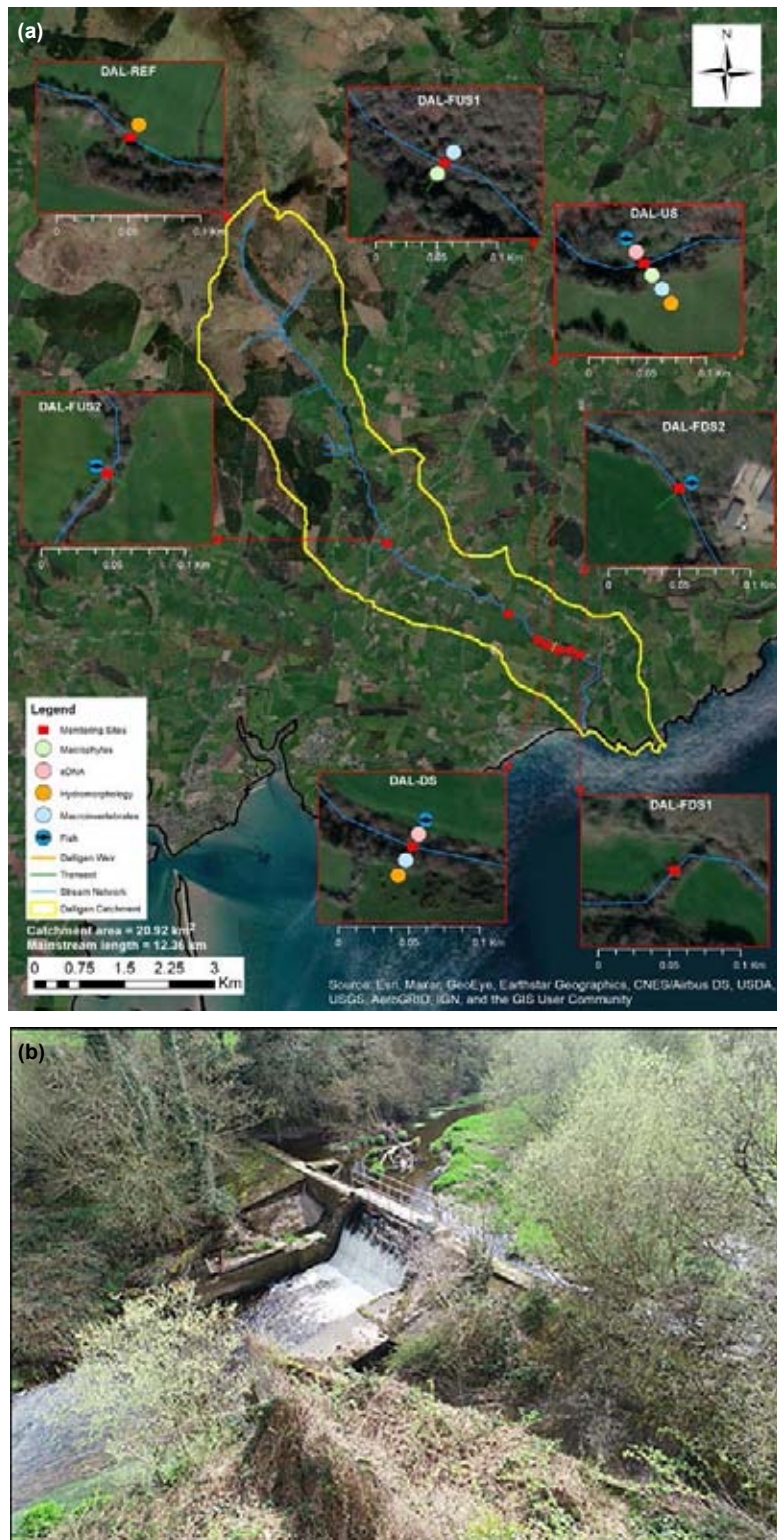 (a)
N
DAL-REF
0 0.05 0.1 Km
DAL-FUS1
0 0.05 0.1 Km
DAL-US
0 0.05 0.1 Km
DAL-FUS2
0 0.05 0.1 Km
DAL-FDS2
0 0.05 0.1 Km
Legend
Monitoring Sites
Macrophytes
eDNA
Hydromorphology
Macroinvertebrates
Fish
Dalligan Weir
Transect
Stream Network
Dalligan Catchment
Catchment area = 20.92 km²
Mainstream length = 12.36 km
0 0.75 1.5 2.25 3
Km
DAL-DS
0 0.05 0.1 Km
DAL-FDS1
0 0.05 0.1 Km
Source: Esri, Maxar, GeoEye, Earthstar Geographics, CNES/Airbus DS, USDA,
USGS, AeroGRID, IGN, and the GIS User Community
(b)